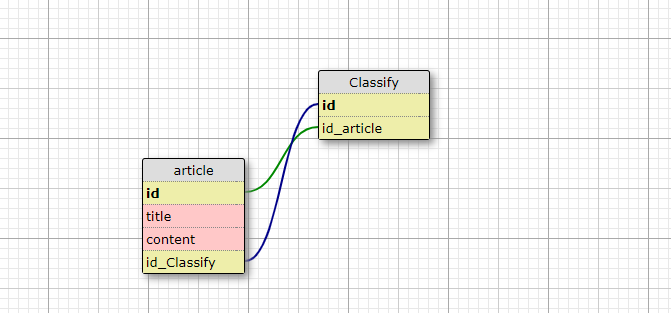 Classify
id
id_article
article
id
title
content
id_Classify